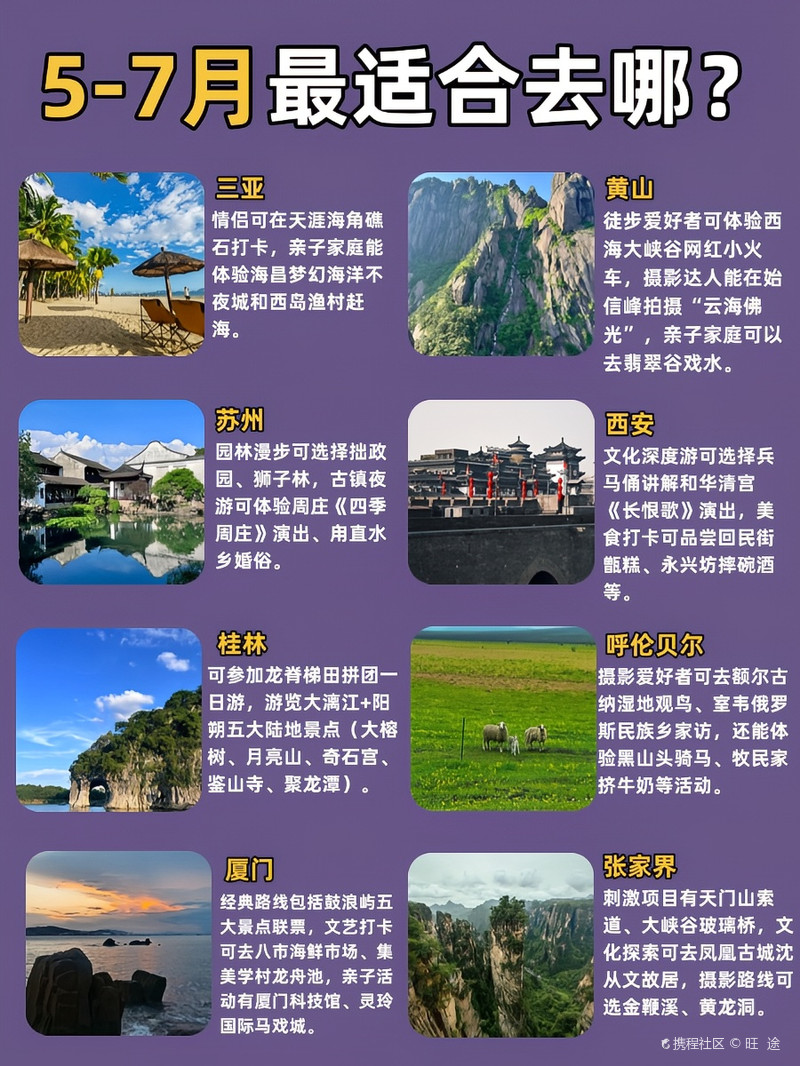 5-7月最适合去哪？
三亚
情侣可在天涯海角礁
石打卡，亲子家庭能
体验海昌梦幻海洋不
夜城和西岛渔村赶
海。
黄山
徒步爱好者可体验西
海大峡谷网红小火
车，摄影达人能在始
信峰拍摄“云海佛
光”，亲子家庭可以
去翡翠谷戏水。
苏州
园林漫步可选择拙政
园、狮子林，古镇夜
游可体验周庄《四季
周庄》演出、甪直水
乡婚俗。
西安
文化深度游可选择兵
马俑讲解和华清宫
《长恨歌》演出，美
食打卡可品尝回民街
甑糕、永兴坊摔碗酒
等。
桂林
可参加龙脊梯田拼团一
日游，游览大漓江+阳
朔五大陆地景点（大榕
树、月亮山、奇石宫、
鉴山寺、聚龙潭）。
呼伦贝尔
摄影爱好者可去额尔古
纳湿地观鸟、室韦俄罗
斯民族乡家访，还能体
验黑山头骑马、牧民家
挤牛奶等活动。
厦门
经典路线包括鼓浪屿五
大景点联票，文艺打卡
可去八市海鲜市场、集
美学村龙舟池，亲子活
动有厦门科技馆、灵玲
国际马戏城。
张家界
刺激项目有天门山索
道、大峡谷玻璃桥，文
化探索可去凤凰古城沈
从文故居，摄影路线可
选金鞭溪、黄龙洞。
携程社区 © 旺 途